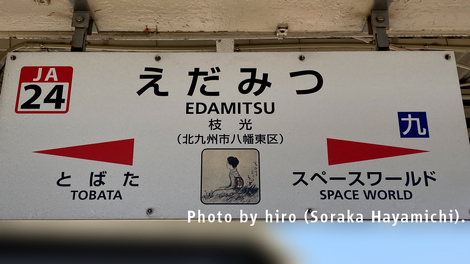 JA
24
えだみつ
EDAMITSU
枝光
(北九州市八幡東区)
九
とばた
TOBATA
スペースワールド
SPACE WORLD
Photo by hiro (Soraka Hayamichi).